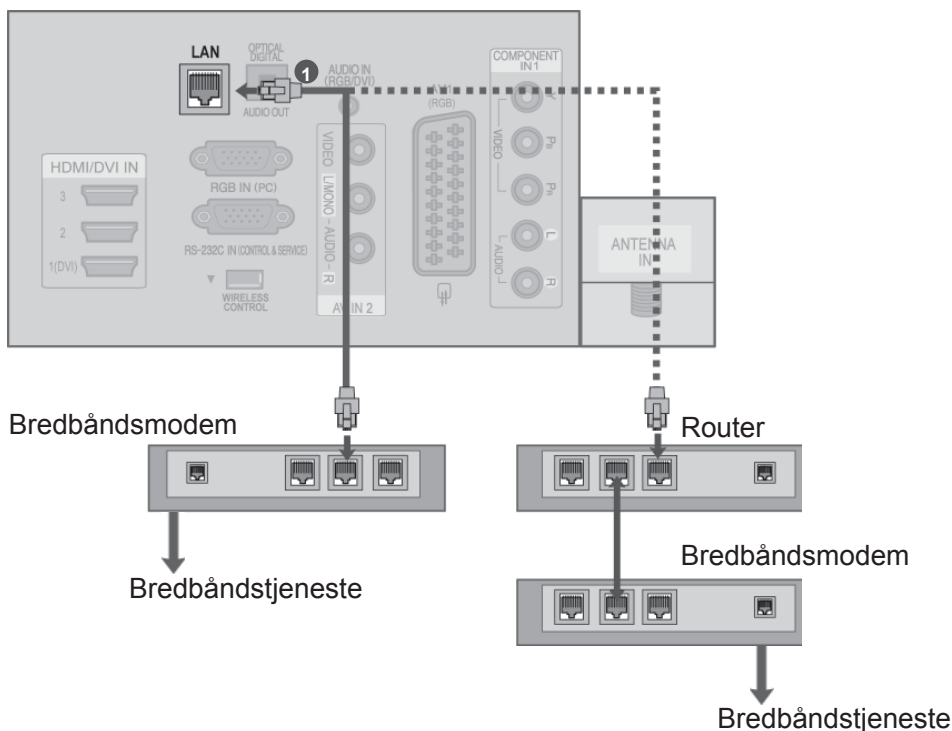 LAN
OPTICAL
DIGITAL
AUDIO OUT
1
AUDIO IN
(RGB/DVI)
(RGB)
COMPONENT
IN 1
Y
PB
PR
VIDEO
L
R
AUDIO
HDMI/DVI IN
3
2
1(DVI)
RGB IN (PC)
RS-232C IN (CONTROL & SERVICE)
WIRELESS
CONTROL
VIDEO
L/MONO - AUDIO - R
AV IN 2
ANTENNA
IN
Bredbåndsmodem
Router
Bredbåndstjeneste
Bredbåndsmodem
Bredbåndstjeneste